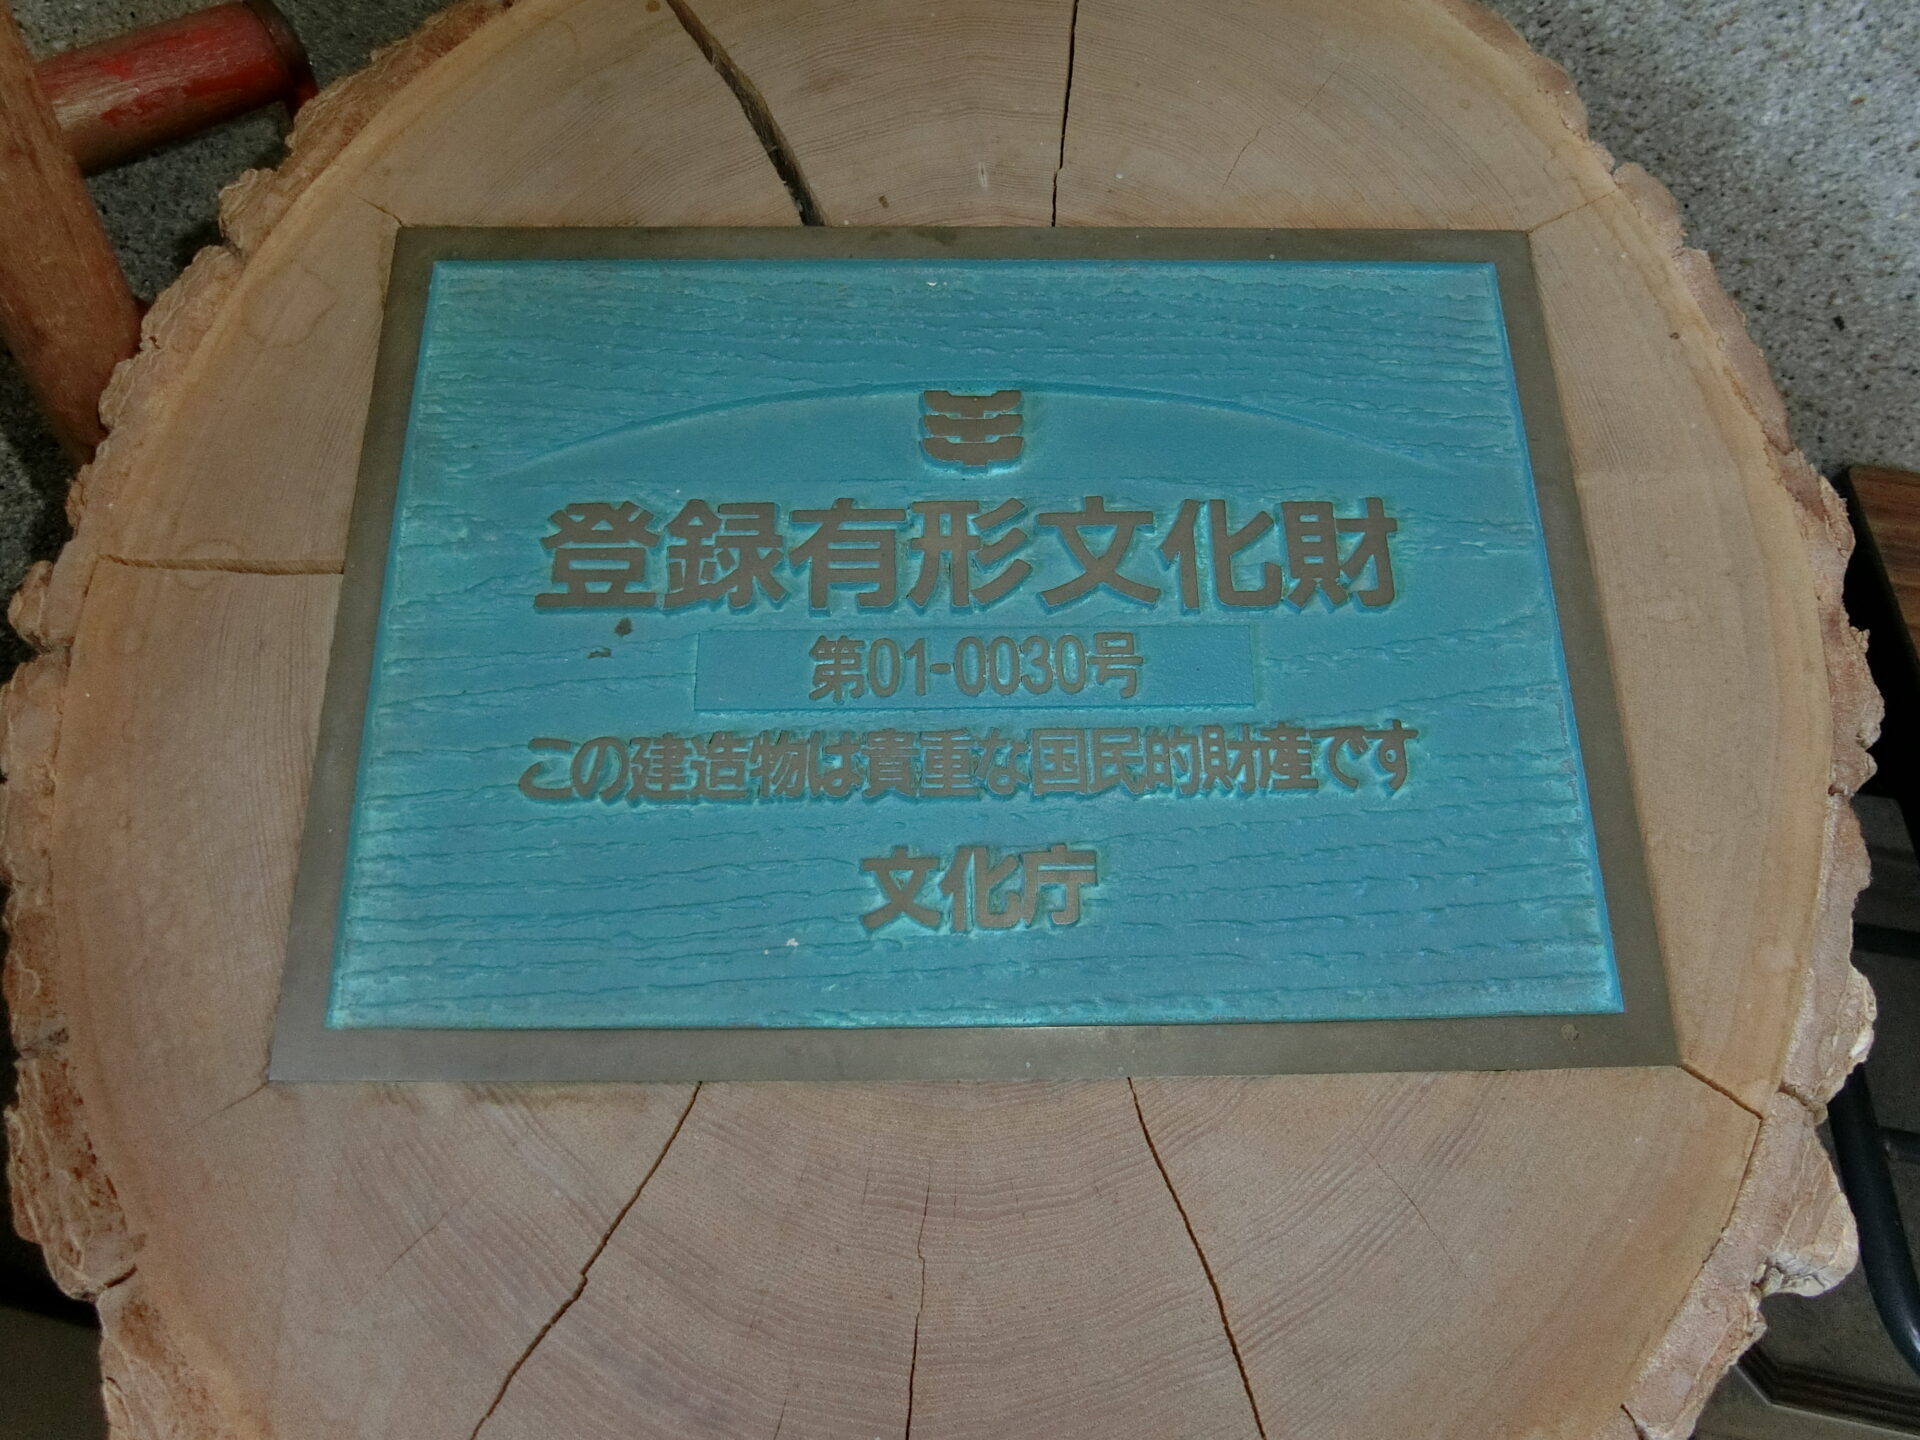 登録有形文化財
第01-0030号
この建造物は貴重な国民的財産です
文化庁